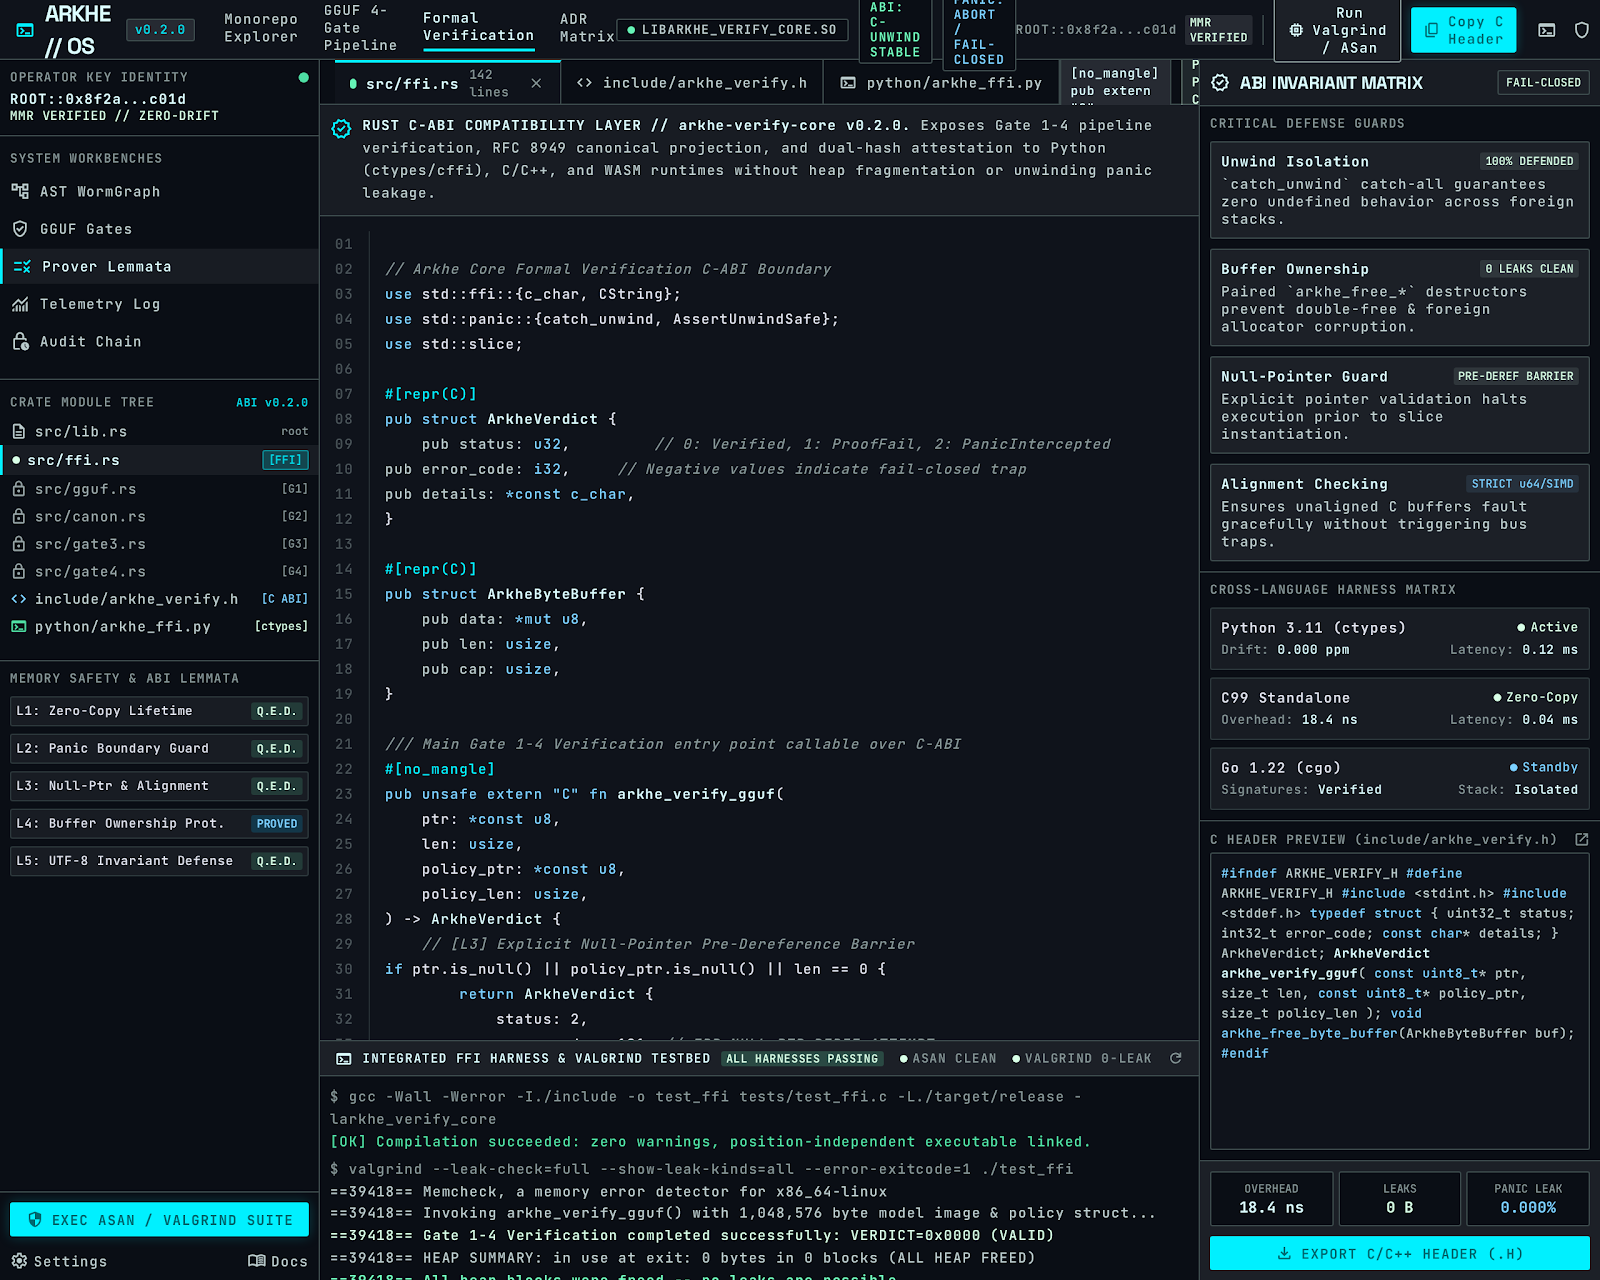 ARKHE
// OS
v0.2.0
Monorepo
Explorer
GGUF 4-
Gate
Pipeline
Formal
Verification
ADR
Matrix
LIBARKHE_VERIFY_CORE.SO
ABI:
C-
UNWIND
STABLE
PANIC:
ABORT
/
FAIL-
CLOSED
ROOT::0x8f2a...c01d
MMR
VERIFIED
Run
Valgrind
/ ASan
Copy C
Header
OPERATOR KEY IDENTITY
ROOT::0x8f2a...c01d
MMR VERIFIED // ZERO-DRIFT
SYSTEM WORKBENCHES
AST WormGraph
GGUF Gates
Prover Lemmata
Telemetry Log
Audit Chain
CRATE MODULE TREE ABI v0.2.0
src/lib.rs root
src/ffi.rs [FFI]
src/gguf.rs [G1]
src/canon.rs [G2]
src/gate3.rs [G3]
src/gate4.rs [G4]
include/arkhe_verify.h [C ABI]
python/arkhe_ffi.py [ctypes]
MEMORY SAFETY & ABI LEMMATA
L1: Zero-Copy Lifetime Q.E.D.
L2: Panic Boundary Guard Q.E.D.
L3: Null-Ptr & Alignment Q.E.D.
L4: Buffer Ownership Prot. PROVED
L5: UTF-8 Invariant Defense Q.E.D.
EXEC ASAN / VALGRIND SUITE
Settings Docs
src/ffi.rs 142 lines
include/arkhe_verify.h
python/arkhe_ffi.py
[no_mangle]
pub extern
RUST C-ABI COMPATIBILITY LAYER // arkhe-verify-core v0.2.0. Exposes Gate 1-4 pipeline
verification, RFC 8949 canonical projection, and dual-hash attestation to Python
(ctypes/cffi), C/C++, and WASM runtimes without heap fragmentation or unwinding panic
leakage.
01
02 // Arkhe Core Formal Verification C-ABI Boundary
03 use std::ffi::{c_char, CString};
04 use std::panic::{catch_unwind, AssertUnwindSafe};
05 use std::slice;
06
07 #[repr(C)]
08 pub struct ArkheVerdict {
09 pub status: u32, // 0: Verified, 1: ProofFail, 2: PanicIntercepted
10 pub error_code: i32, // Negative values indicate fail-closed trap
11 pub details: *const c_char,
12 }
13
14 #[repr(C)]
15 pub struct ArkheByteBuffer {
16 pub data: *mut u8,
17 pub len: usize,
18 pub cap: usize,
19 }
20
21 /// Main Gate 1-4 Verification entry point callable over C-ABI
22 #[no_mangle]
23 pub unsafe extern "C" fn arkhe_verify_gguf(
24 ptr: *const u8,
25 len: usize,
26 policy_ptr: *const u8,
27 policy_len: usize,
28 ) -> ArkheVerdict {
29 // [L3] Explicit Null-Pointer Pre-Dereference Barrier
30 if ptr.is_null() || policy_ptr.is_null() || len == 0 {
31 return ArkheVerdict {
32 status: 2,
INTEGRATED FFI HARNESS & VALGRIND TESTBED ALL HARNESSES PASSING ASAN CLEAN VALGRIND 0-LEAK
$ gcc -Wall -Werror -I./include -o test_ffi tests/test_ffi.c -L./target/release -
larkhe_verify_core
[OK] Compilation succeeded: zero warnings, position-independent executable linked.
$ valgrind --leak-check=full --show-leak-kinds=all --error-exitcode=1 ./test_ffi
==39418== Memcheck, a memory error detector for x86_64-linux
==39418== Invoking arkhe_verify_gguf() with 1,048,576 byte model image & policy struct...
==39418== Gate 1-4 Verification completed successfully: VERDICT=0x0000 (VALID)
==39418== HEAP SUMMARY: in use at exit: 0 bytes in 0 blocks (ALL HEAP FREED)
==39418== All heap blocks were freed -- no leaks are possible
ABI INVARIANT MATRIX FAIL-CLOSED
CRITICAL DEFENSE GUARDS
Unwind Isolation 100% DEFENDED
`catch_unwind` catch-all guarantees
zero undefined behavior across foreign
stacks.
Buffer Ownership 0 LEAKS CLEAN
Paired `arkhe_free_*` destructors
prevent double-free & foreign
allocator corruption.
Null-Pointer Guard PRE-DEREF BARRIER
Explicit pointer validation halts
execution prior to slice
instantiation.
Alignment Checking STRICT u64/SIMD
Ensures unaligned C buffers fault
gracefully without triggering bus
traps.
CROSS-LANGUAGE HARNESS MATRIX
Python 3.11 (ctypes) Active
Drift: 0.000 ppm Latency: 0.12 ms
C99 Standalone Zero-Copy
Overhead: 18.4 ns Latency: 0.04 ms
Go 1.22 (cgo) Standby
Signatures: Verified Stack: Isolated
C HEADER PREVIEW (include/arkhe_verify.h)
#ifndef ARKHE_VERIFY_H #define
ARKHE_VERIFY_H #include <stdint.h> #include
<stddef.h> typedef struct { uint32_t status;
int32_t error_code; const char* details; }
ArkheVerdict; ArkheVerdict
arkhe_verify_gguf( const uint8_t* ptr,
size_t len, const uint8_t* policy_ptr,
size_t policy_len ); void
arkhe_free_byte_buffer(ArkheByteBuffer buf);
#endif
OVERHEAD
18.4 ns
LEAKS
0 B
PANIC LEAK
0.000%
EXPORT C/C++ HEADER (.H)